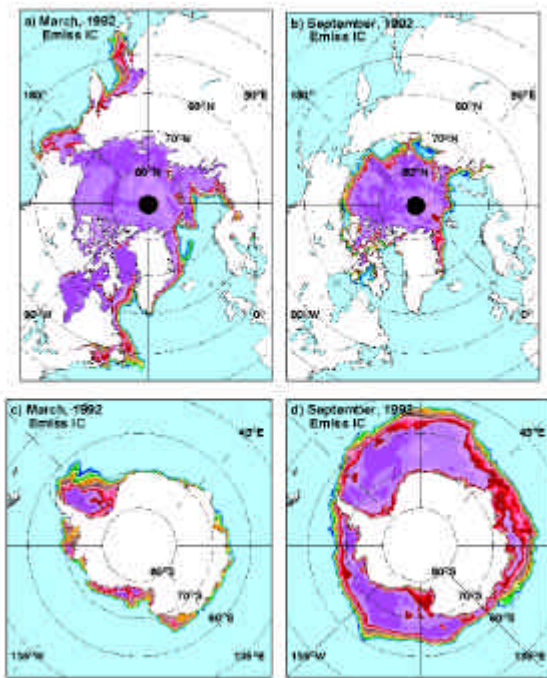 a) March, 1992
Emiss IC
180°
90°E
60°N
70°N
80°N
90°W
0°
b) September, 1992
Emiss IC
180°
90°E
60°N
70°N
80°N
90°W
0°
c) March, 1992
Emiss IC
45°E
80°S
70°S
60°S
135°W
135°E
d) September, 1992
Emiss IC
45°E
80°S
70°S
60°S
135°W
135°E